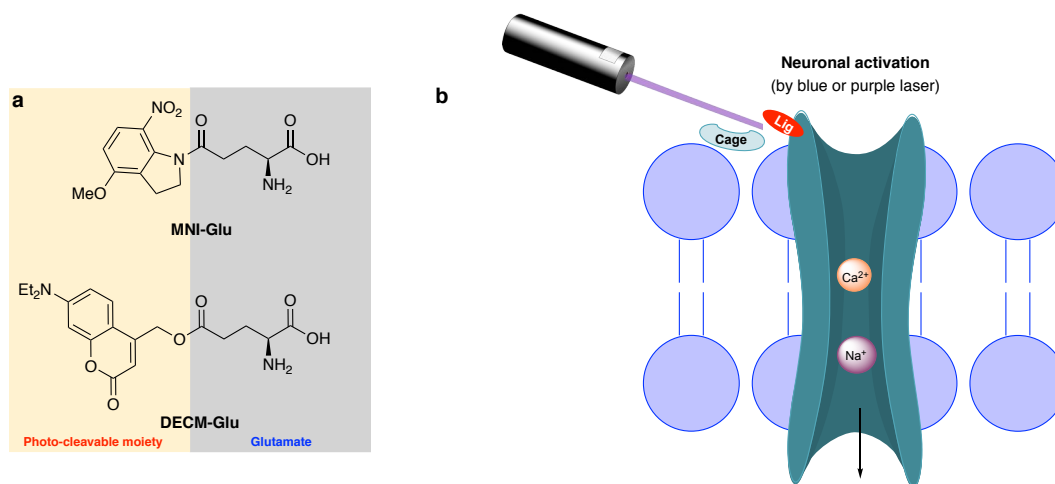 a
NO₂
O
O
N
OH
MeO
NH₂
MNI-Glu
Et₂N
O
O
O
OH
NH₂
O
O
DECM-Glu
Photo-cleavable moiety
Glutamate
b
Neuronal activation
(by blue or purple laser)
Lig
Cage
Ca²⁺
Na⁺